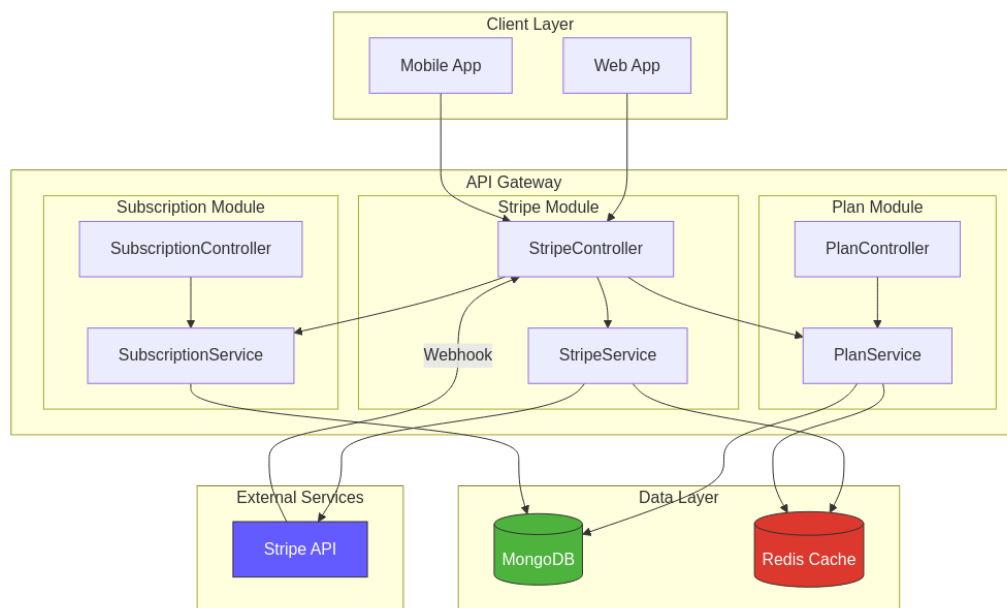 Client Layer
Mobile App
Web App
API Gateway
Subscription Module
Stripe Module
Plan Module
SubscriptionController
StripeController
PlanController
SubscriptionService
Webhook
StripeService
PlanService
External Services
Data Layer
Stripe API
MongoDB
Redis Cache